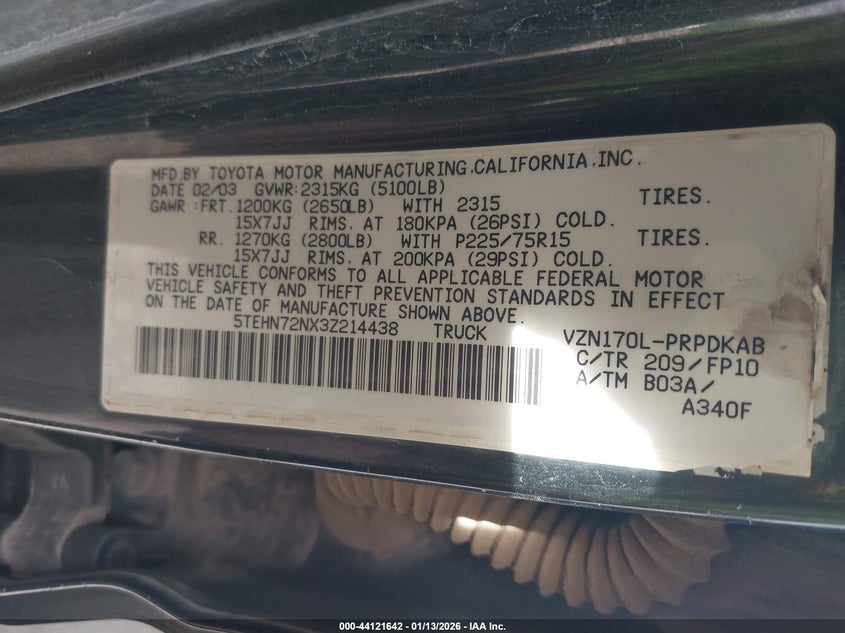 MFD.BY TOYOTA MOTOR MANUFACTURING.CALIFORNIA.INC.
DATE 02/03 GVWR:2315KG (5100LB)
GAWR :FRT.1200KG (2650LB) WITH 2315 TIRES.
15X7JJ RIMS. AT 180KPA (26PSI) COLD.
RR. 1270KG (2800LB) WITH P225/75R15 TIRES.
15X7JJ RIMS. AT 200KPA (29PSI) COLD.
THIS VEHICLE CONFORMS TO ALL APPLICABLE FEDERAL MOTOR
VEHICLE SAFETY AND THEFT PREVENTION STANDARDS IN EFFECT
ON THE DATE OF MANUFACTURE SHOWN ABOVE.
5TEHN72NX3Z214438 TRUCK VZN170L-PRPDKAB
C/TR 209/FP10
A/TM B03A/
A340F
000-44121642 | 01/13/2026 - IAA Inc.